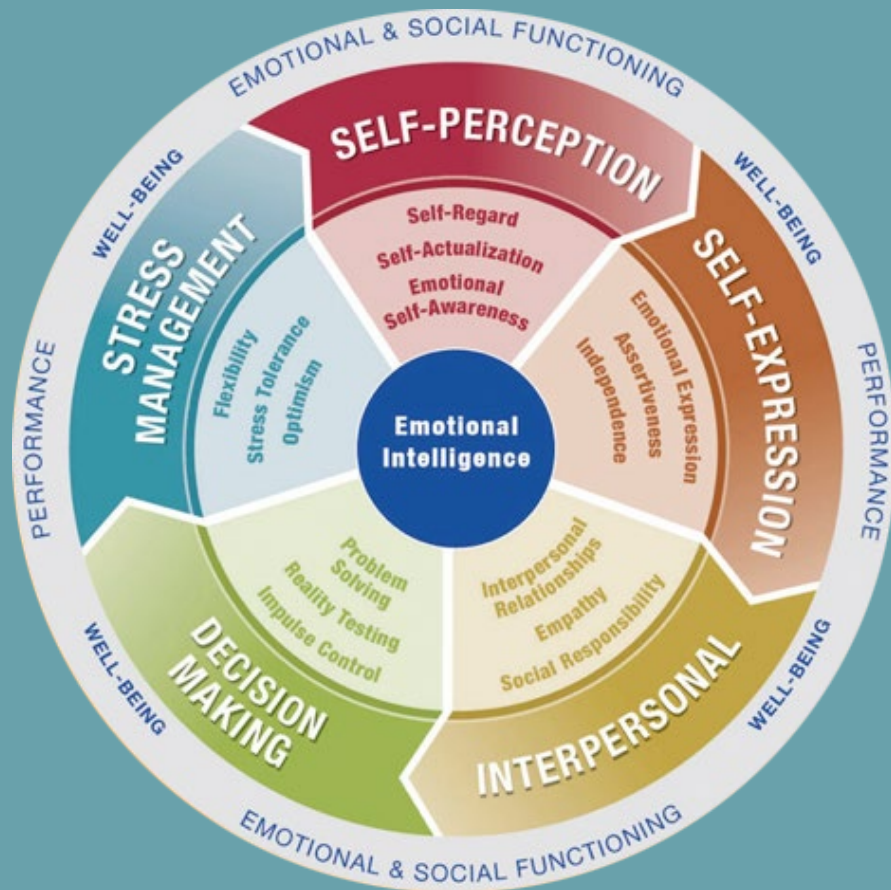 EMOTIONAL & SOCIAL FUNCTIONING
WELL-BEING
WELL-BEING
PERFORMANCE
PERFORMANCE
SELF-PERCEPTION
Self-Regard
Self-Actualization
Emotional
Self-Awareness
SELF-EXPRESSION
Emotional Expression
Assertiveness
Independence
INTERPERSONAL
Interpersonal
Relationships
Empathy
Social Responsibility
DECISION
MAKING
Problem
Solving
Reality Testing
Impulse Control
STRESS
MANAGEMENT
Flexibility
Stress Tolerance
Optimism
Emotional
Intelligence
WELL-BEING
WELL-BEING
EMOTIONAL & SOCIAL FUNCTIONING